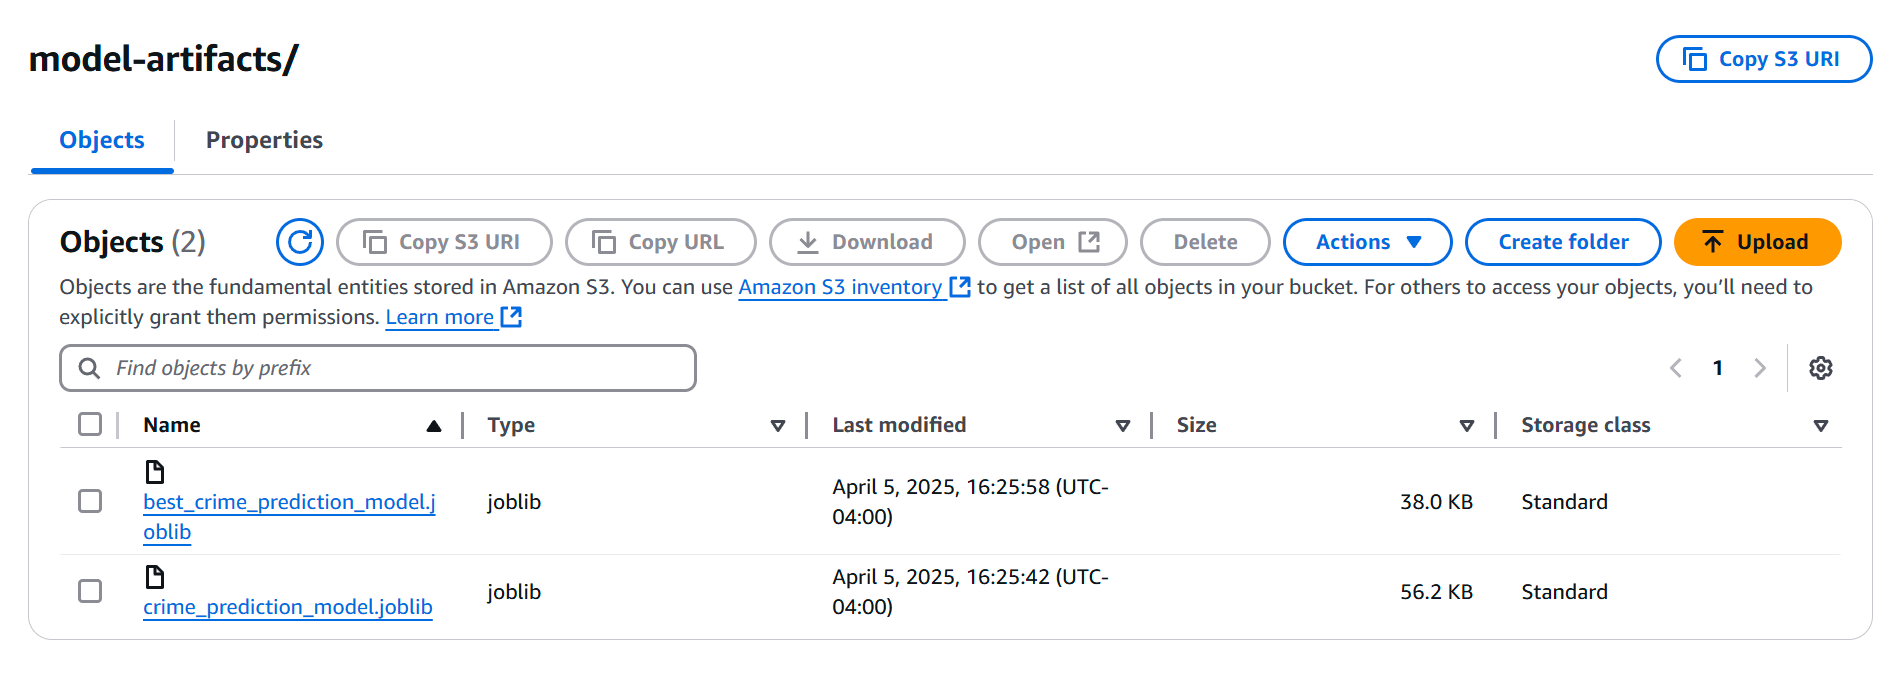 model-artifacts/
Copy S3 URI
Objects
Properties
Objects (2)
Copy S3 URI
Copy URL
Download
Open
Delete
Actions
Create folder
Upload
Objects are the fundamental entities stored in Amazon S3. You can use Amazon S3 inventory to get a list of all objects in your bucket. For others to access your objects, you’ll need to
explicitly grant them permissions. Learn more
Find objects by prefix
1
Name
Type
Last modified
Size
Storage class
best_crime_prediction_model.j
oblib
joblib
April 5, 2025, 16:25:58 (UTC-
04:00)
38.0 KB
Standard
crime_prediction_model.joblib
joblib
April 5, 2025, 16:25:42 (UTC-
04:00)
56.2 KB
Standard